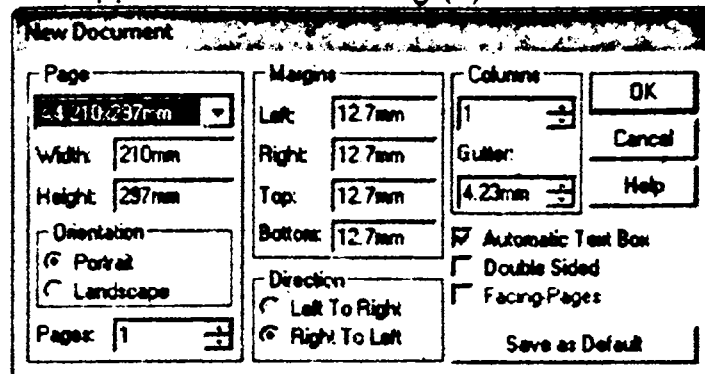 New Document
Page
A4 210x297mm
Width: 210mm
Height: 297mm
Orientation
Portrait
Landscape
Pages: 1
Margins
Left: 12.7mm
Right: 12.7mm
Top: 12.7mm
Bottom: 12.7mm
Direction
Left To Right
Right To Left
Columns
1
Gutter:
4.23mm
Automatic Text Box
Double Sided
Facing-Pages
OK
Cancel
Help
Save as Default